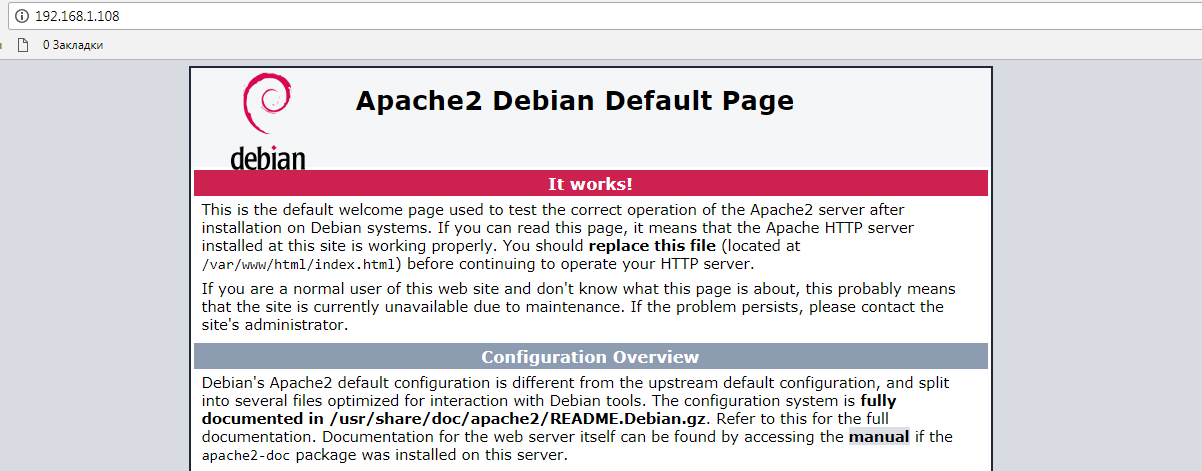 192.168.1.108
0 Закладки
debian
Apache2 Debian Default Page
It works!
This is the default welcome page used to test the correct operation of the Apache2 server after
installation on Debian systems. If you can read this page, it means that the Apache HTTP server
installed at this site is working properly. You should replace this file (located at
/var/www/html/index.html) before continuing to operate your HTTP server.
If you are a normal user of this web site and don't know what this page is about, this probably means
that the site is currently unavailable due to maintenance. If the problem persists, please contact the
site's administrator.
Configuration Overview
Debian's Apache2 default configuration is different from the upstream default configuration, and split
into several files optimized for interaction with Debian tools. The configuration system is fully
documented in /usr/share/doc/apache2/README.Debian.gz. Refer to this for the full
documentation. Documentation for the web server itself can be found by accessing the manual if the
apache2-doc package was installed on this server.